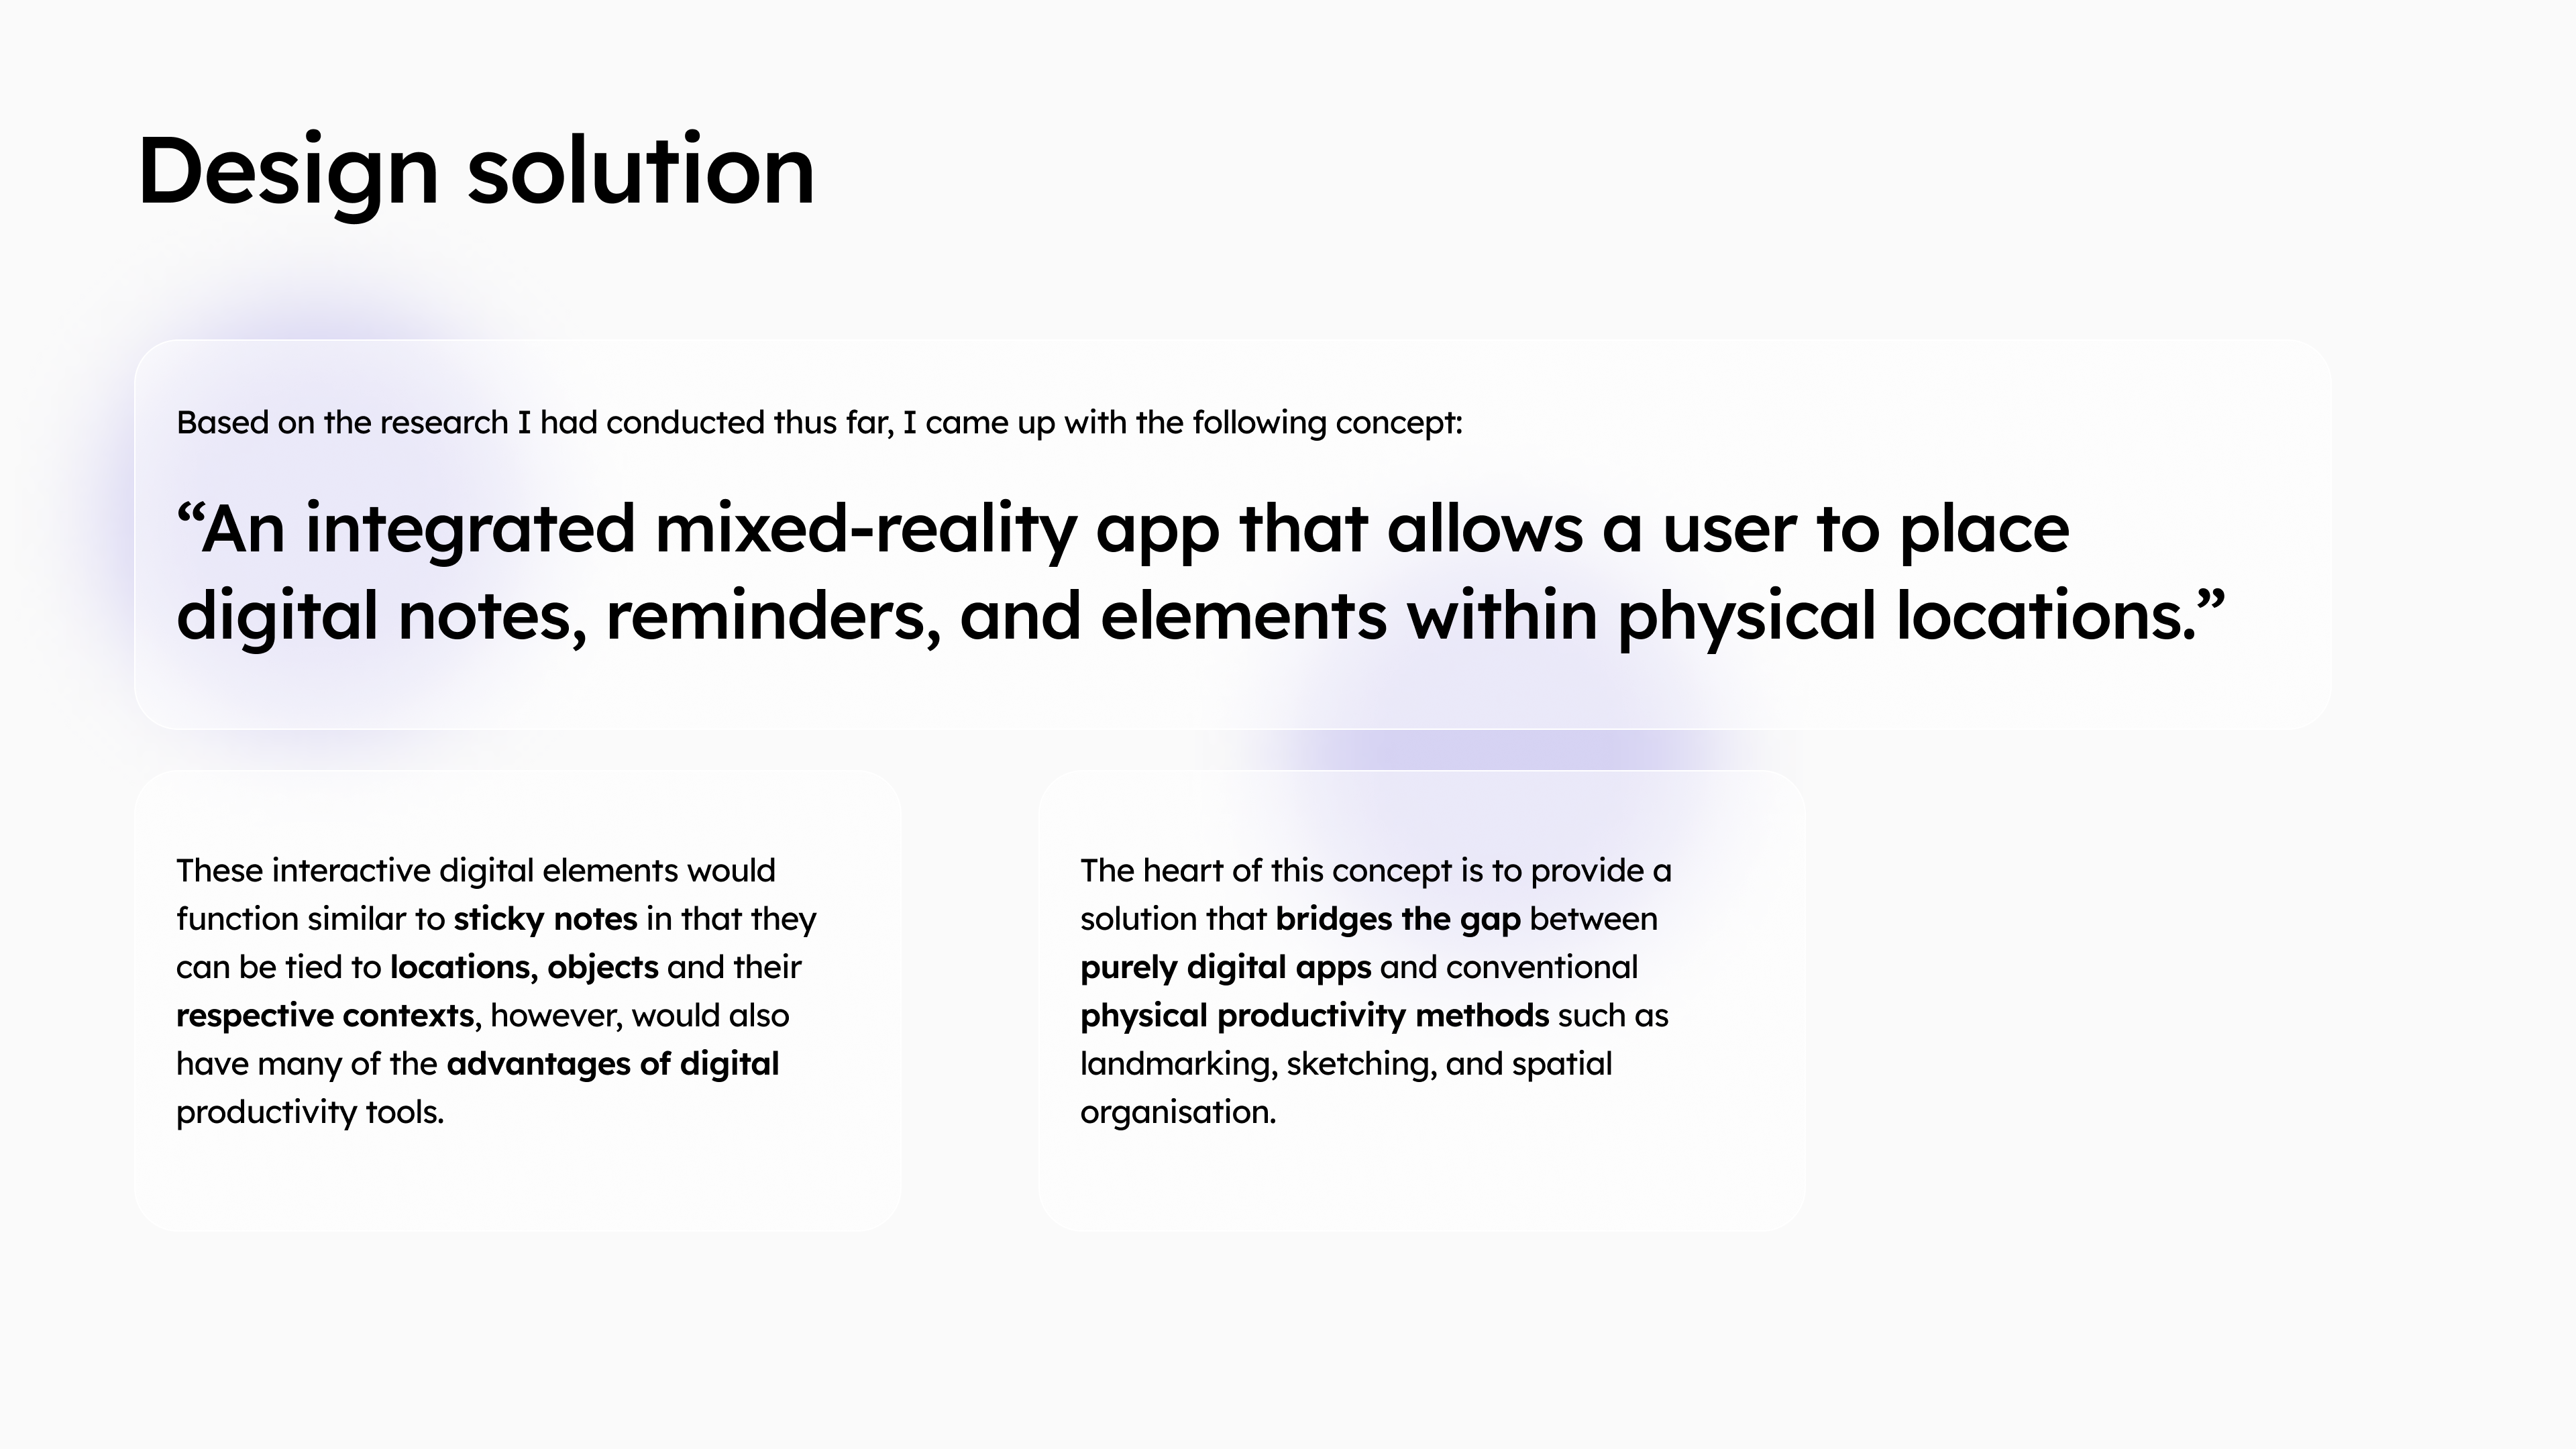 Design solution
Based on the research I had conducted thus far, I came up with the following concept:
“An integrated mixed-reality app that allows a user to place
digital notes, reminders, and elements within physical locations.”
These interactive digital elements would
function similar to sticky notes in that they
can be tied to locations, objects and their
respective contexts, however, would also
have many of the advantages of digital
productivity tools.
The heart of this concept is to provide a
solution that bridges the gap between
purely digital apps and conventional
physical productivity methods such as
landmarking, sketching, and spatial
organisation.